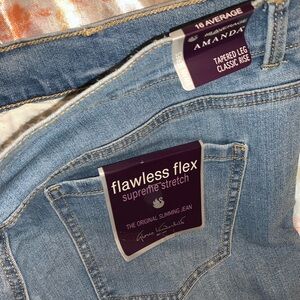 16 AVERAGE
AMANDA
TAPERED LEG
CLASSIC RISE
flawless flex
supreme stretch
THE ORIGINAL SLIMMING JEAN